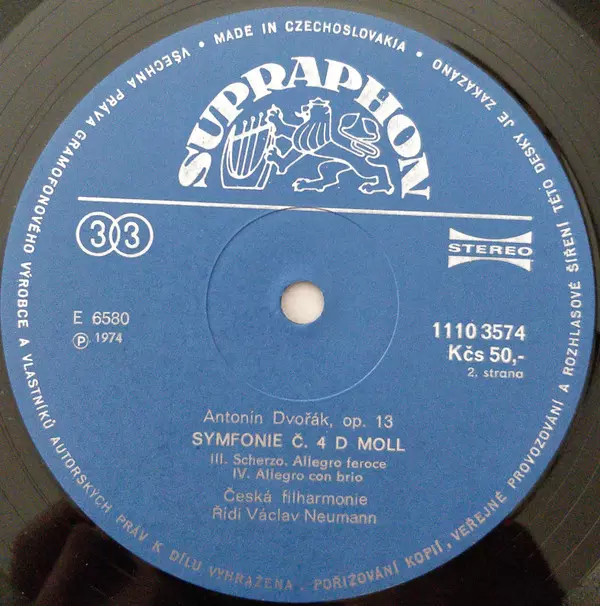 VŠECHNA PRÁVA GRAMOFONOVÉHO VÝROBCE A VLASTNÍKŮ AUTORSKÝCH PRÁV K DÍLU VYHRAŽENA. POŘIŽOVÁNÍ KOPIÍ, VEŘEJNÉ PROVOZOVÁNÍ A ROZHLASOVÉ ŠÍŘENÍ TÉTO DESKY JE ZAKÁZÁNO • MADE IN CZECHOSLOVAKIA •
SUPRAPHON
33
STEREO
E 6580
Ⓟ 1974
1110 3574
Kčs 50,-
2. strana
Antonín Dvořák, op. 13
SYMFONIE Č. 4 D MOLL
III. Scherzo. Allegro feroce
IV. Allegro con brio
Česká filharmonie
Řídí Václav Neumann